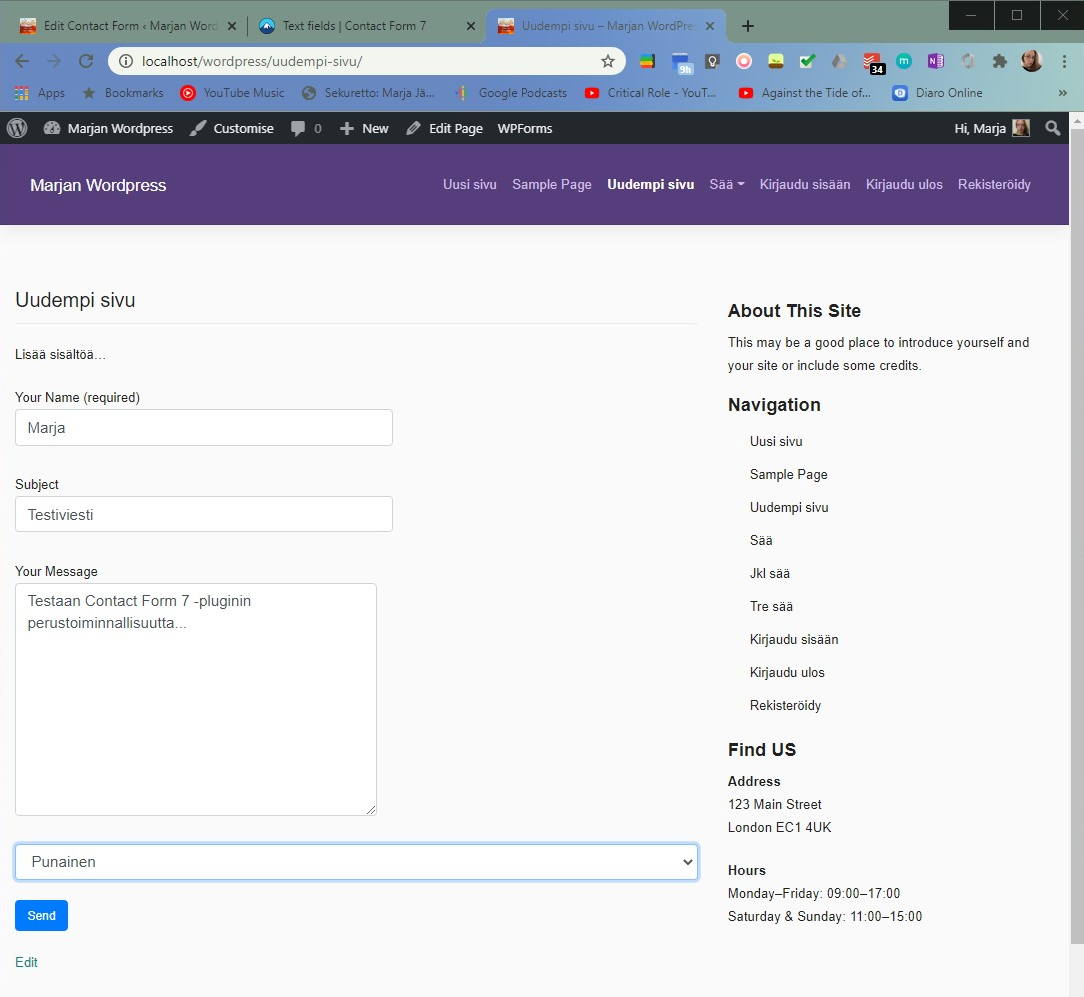 Edit Contact Form ‹ Marjan Word
Text fields | Contact Form 7
Uudempi sivu – Marjan WordPre
localhost/wordpress/uudempi-sivu/
9h
34
m
N
Apps
Bookmarks
YouTube Music
Sekuretto: Marja Jä...
Google Podcasts
Critical Role - YouT...
Against the Tide of...
Diaro Online
»
Marjan Wordpress
Customise
0
New
Edit Page
WPForms
Hi, Marja
Marjan Wordpress
Uusi sivu
Sample Page
Uudempi sivu
Sää
Kirjaudu sisään
Kirjaudu ulos
Rekisteröidy
Uudempi sivu
Lisää sisältöä…
Your Name (required)
Marja
Subject
Testiviesti
Your Message
Testaan Contact Form 7 -pluginin
perustoiminnallisuutta...
Punainen
Send
Edit
About This Site
This may be a good place to introduce yourself and
your site or include some credits.
Navigation
Uusi sivu
Sample Page
Uudempi sivu
Sää
Jkl sää
Tre sää
Kirjaudu sisään
Kirjaudu ulos
Rekisteröidy
Find US
Address
123 Main Street
London EC1 4UK
Hours
Monday–Friday: 09:00–17:00
Saturday & Sunday: 11:00–15:00